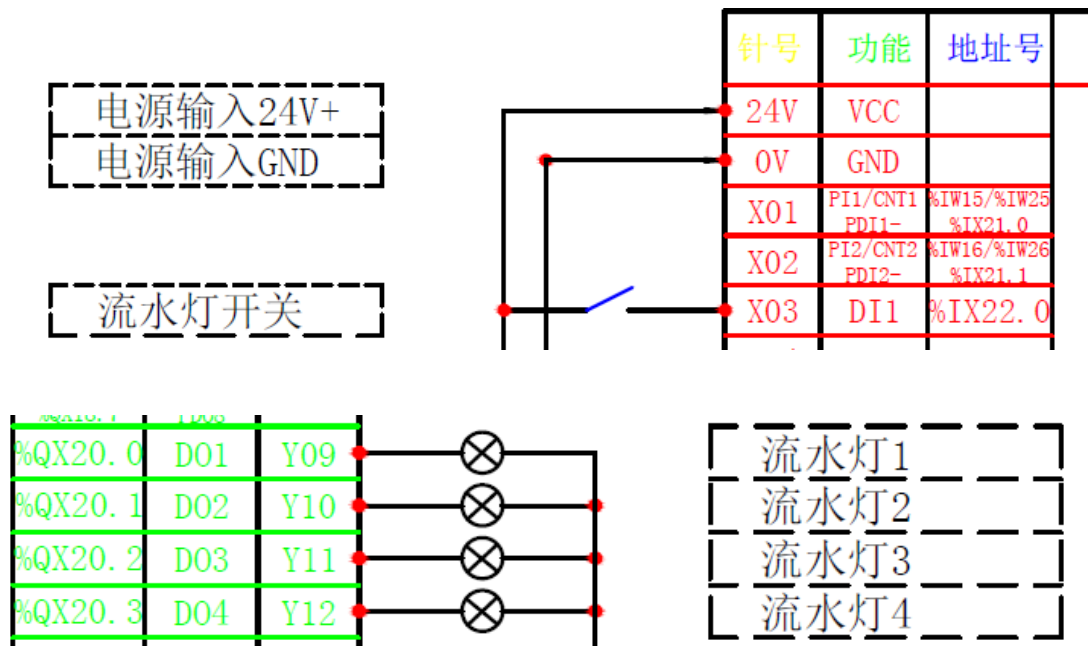 针号 功能 地址号
电源输入24V+
24V VCC
电源输入GND
0V GND
X01 PI1/CNT1 PDI1- %IW15/%IW25 %IX21.0
X02 PI2/CNT2 PDI2- %IW16/%IW26 %IX21.1
流水灯开关
X03 DI1 %IX22.0
%QX20.0 DO1 Y09
流水灯1
%QX20.1 DO2 Y10
流水灯2
%QX20.2 DO3 Y11
流水灯3
%QX20.3 DO4 Y12
流水灯4